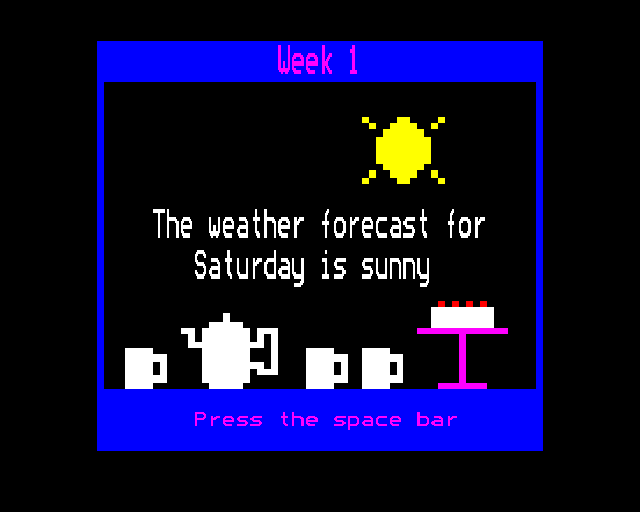 Week 1
The weather forecast for
Saturday is sunny
Press the space bar